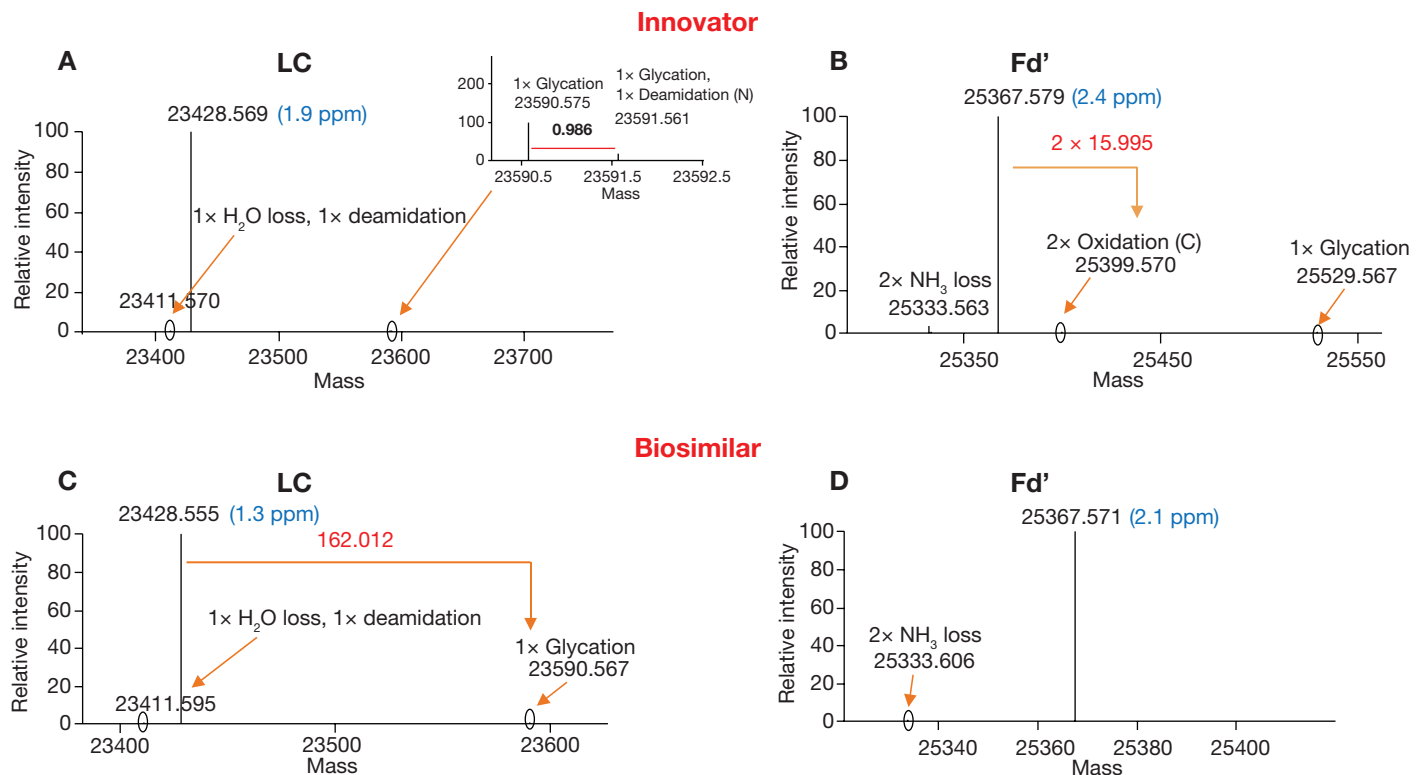 Innovator
A
LC
23428.569 (1.9 ppm)
Relative intensity
100
80
60
40
20
0
1× H2O loss, 1× deamidation
23411.570
23400
23500
23600
23700
Mass
200
100
0
1× Glycation
23590.575
1× Glycation,
1× Deamidation (N)
23591.561
0.986
23590.5
23591.5
23592.5
Mass
B
Fd’
25367.579 (2.4 ppm)
Relative intensity
100
80
60
40
20
0
2 × 15.995
2× NH3 loss
25333.563
2× Oxidation (C)
25399.570
1× Glycation
25529.567
25350
25450
25550
Mass
Biosimilar
C
LC
23428.555 (1.3 ppm)
Relative intensity
100
80
60
40
20
0
162.012
1× H2O loss, 1× deamidation
23411.595
1× Glycation
23590.567
23400
23500
23600
Mass
D
Fd’
25367.571 (2.1 ppm)
Relative intensity
100
80
60
40
20
0
2× NH3 loss
25333.606
25340
25360
25380
25400
Mass